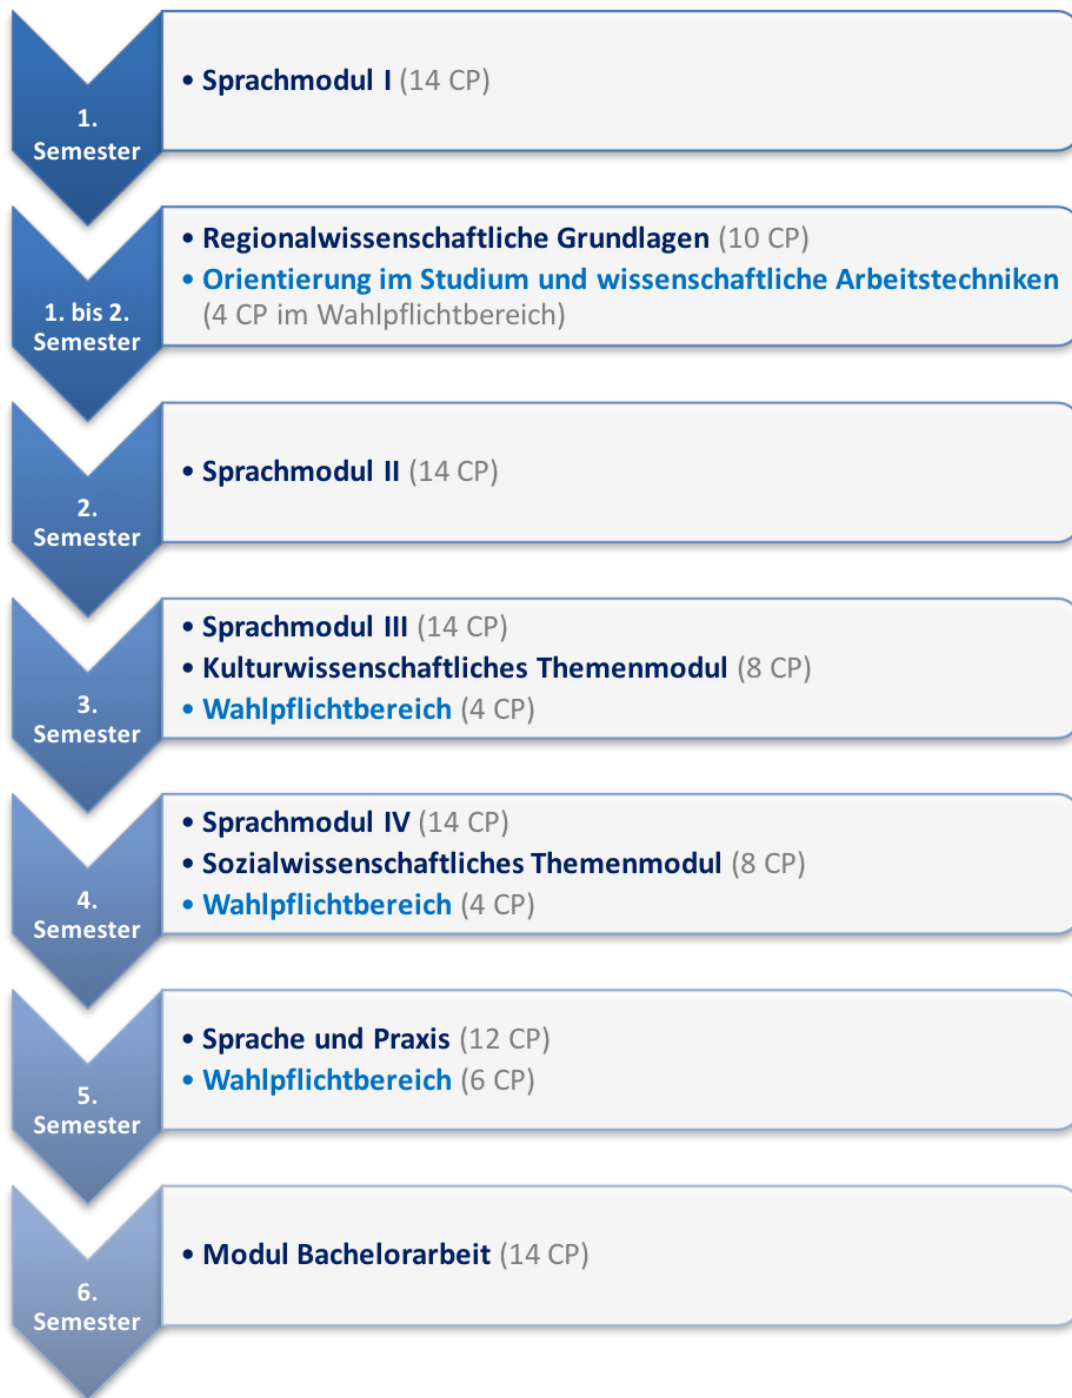 1.
Semester
• Sprachmodul I (14 CP)
1. bis 2.
Semester
• Regionalwissenschaftliche Grundlagen (10 CP)
• Orientierung im Studium und wissenschaftliche Arbeitstechniken
(4 CP im Wahlpflichtbereich)
2.
Semester
• Sprachmodul II (14 CP)
3.
Semester
• Sprachmodul III (14 CP)
• Kulturwissenschaftliches Themenmodul (8 CP)
• Wahlpflichtbereich (4 CP)
4.
Semester
• Sprachmodul IV (14 CP)
• Sozialwissenschaftliches Themenmodul (8 CP)
• Wahlpflichtbereich (4 CP)
5.
Semester
• Sprache und Praxis (12 CP)
• Wahlpflichtbereich (6 CP)
6.
Semester
• Modul Bachelorarbeit (14 CP)